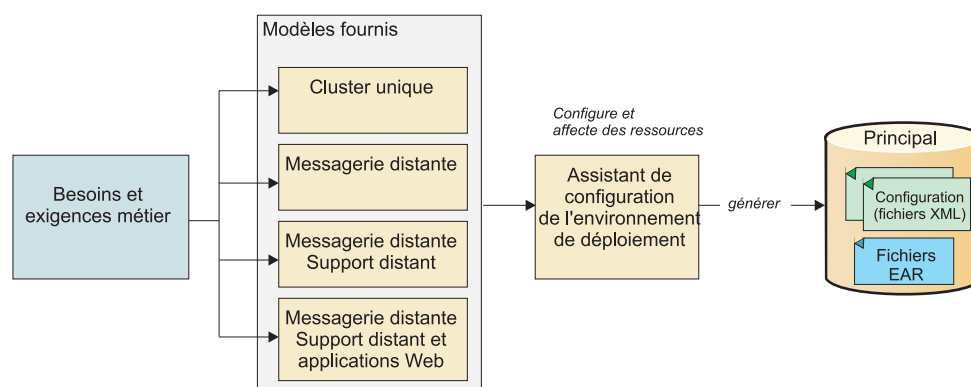 Modèles fournis
Cluster unique
Messagerie distante
Messagerie distante
Support distant
Messagerie distante
Support distant et
applications Web
Besoins et
exigences métier
Configure et
affecte des ressources
Assistant de
configuration
de l'environnement
de déploiement
générer
Principal
Configuration
(fichiers XML)
Fichiers
EAR